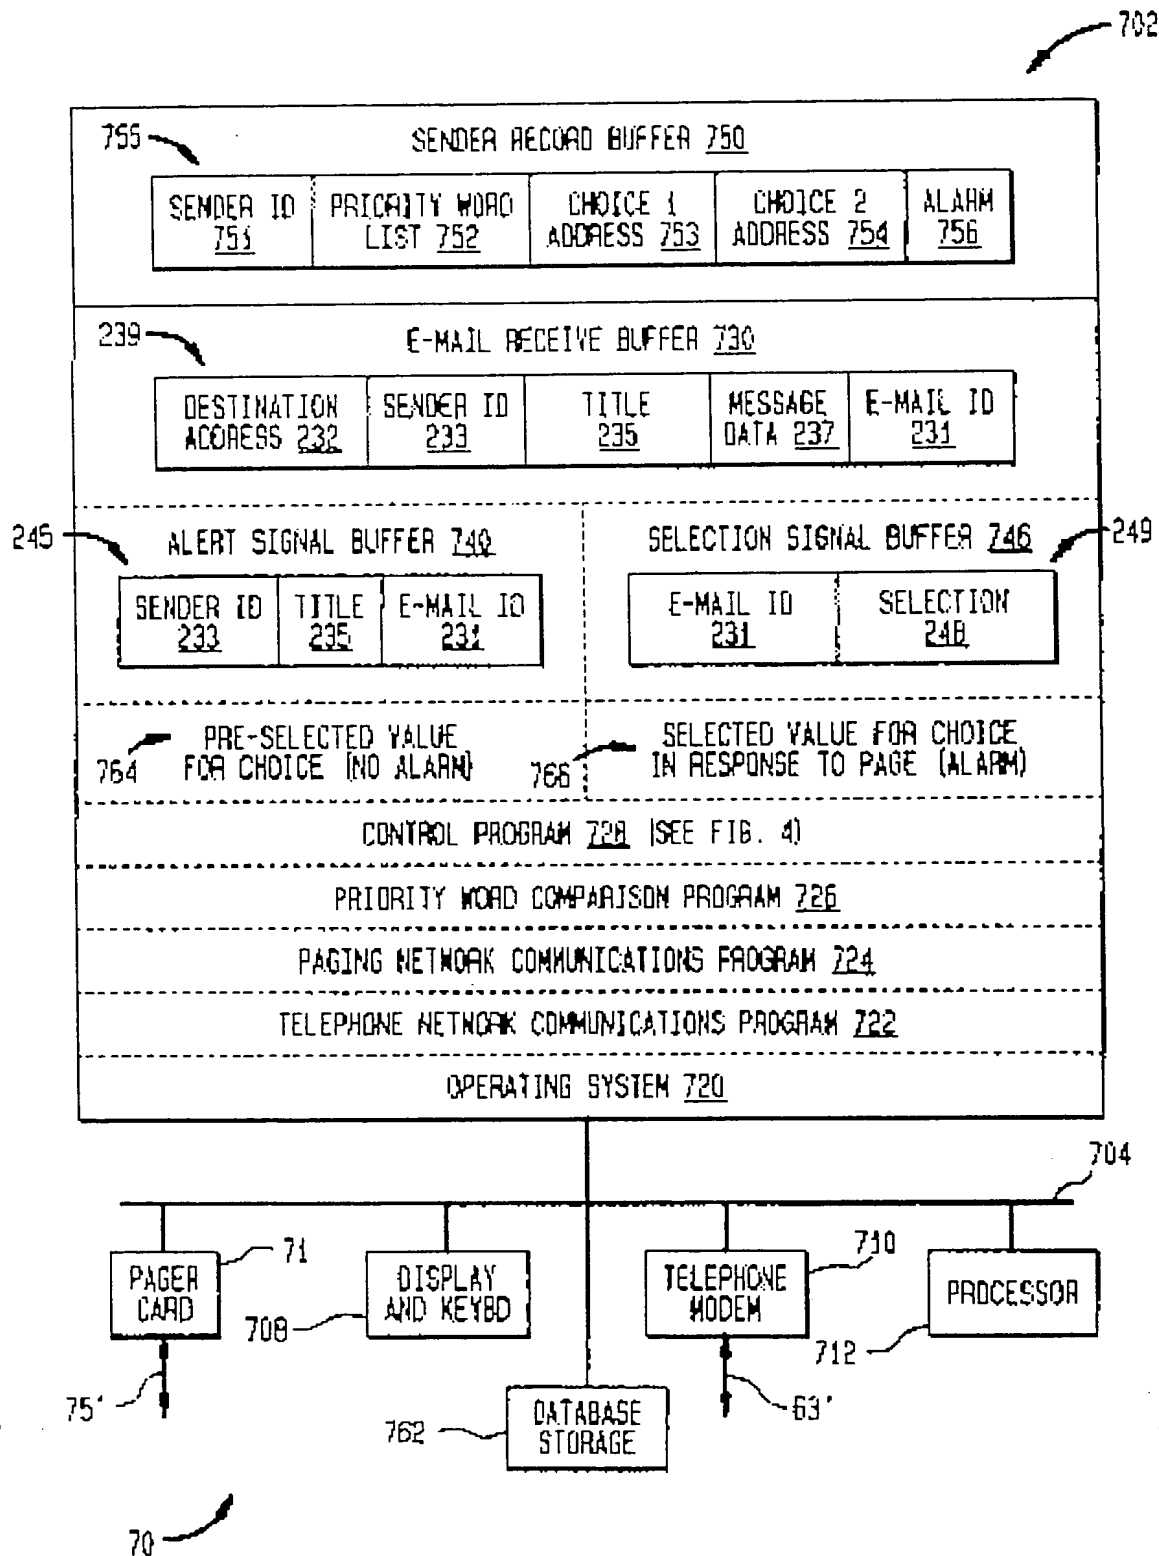 702
755
SENDER RECORD BUFFER 750
SENDER ID 751
PRIORITY WORD LIST 752
CHOICE 1 ADDRESS 753
CHOICE 2 ADDRESS 754
ALARM 756
239
E-MAIL RECEIVE BUFFER 730
DESTINATION ADDRESS 232
SENDER ID 233
TITLE 235
MESSAGE DATA 237
E-MAIL ID 231
245
ALERT SIGNAL BUFFER 740
SENDER ID 233
TITLE 235
E-MAIL ID 231
SELECTION SIGNAL BUFFER 746
249
E-MAIL ID 231
SELECTION 248
764
PRE-SELECTED VALUE
FOR CHOICE (NO ALARM)
766
SELECTED VALUE FOR CHOICE
IN RESPONSE TO PAGE (ALARM)
CONTROL PROGRAM 728 (SEE FIG. 4)
PRIORITY WORD COMPARISON PROGRAM 726
PAGING NETWORK COMMUNICATIONS PROGRAM 724
TELEPHONE NETWORK COMMUNICATIONS PROGRAM 722
OPERATING SYSTEM 720
704
PAGER CARD
71
DISPLAY AND KEYBD
708
TELEPHONE MODEM
710
PROCESSOR
712
75'
63'
762
DATABASE STORAGE
70